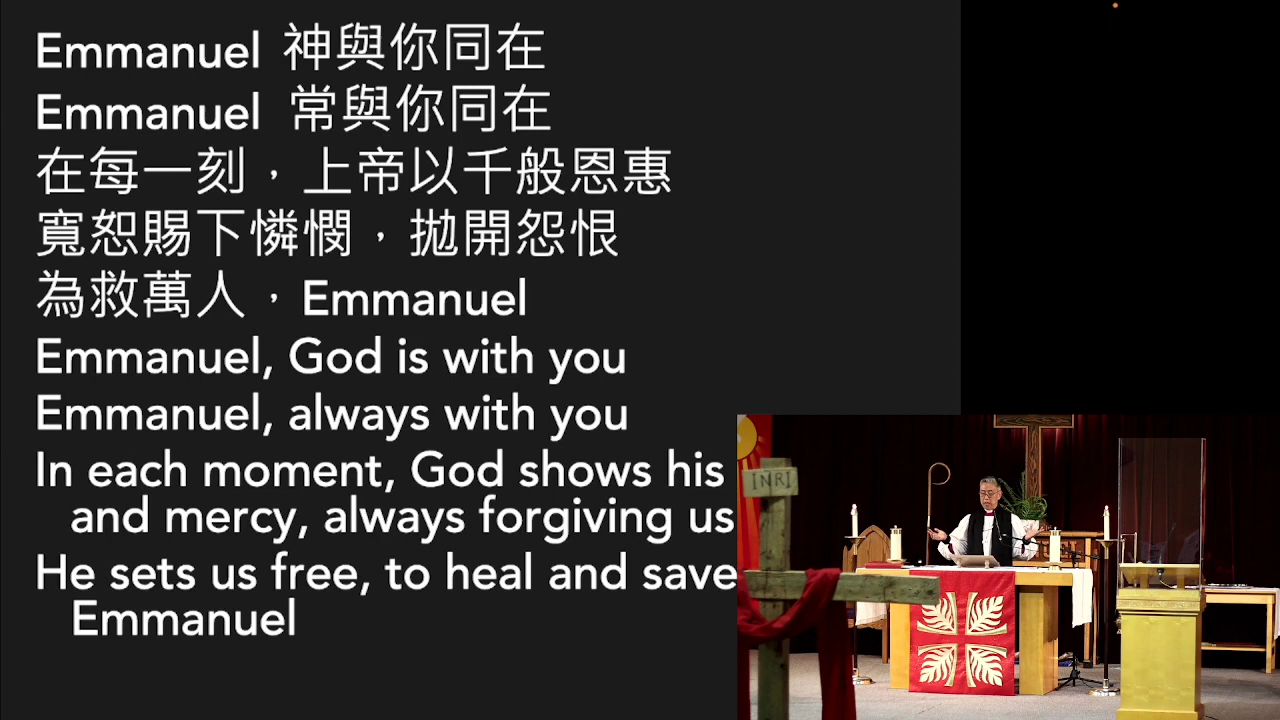 Emmanuel 神與你同在
Emmanuel 常與你同在
在每一刻，上帝以千般恩惠
寬恕賜下憐憫，拋開怨恨
為救萬人，Emmanuel
Emmanuel, God is with you
Emmanuel, always with you
In each moment, God shows his
and mercy, always forgiving us
He sets us free, to heal and save
Emmanuel
INRI